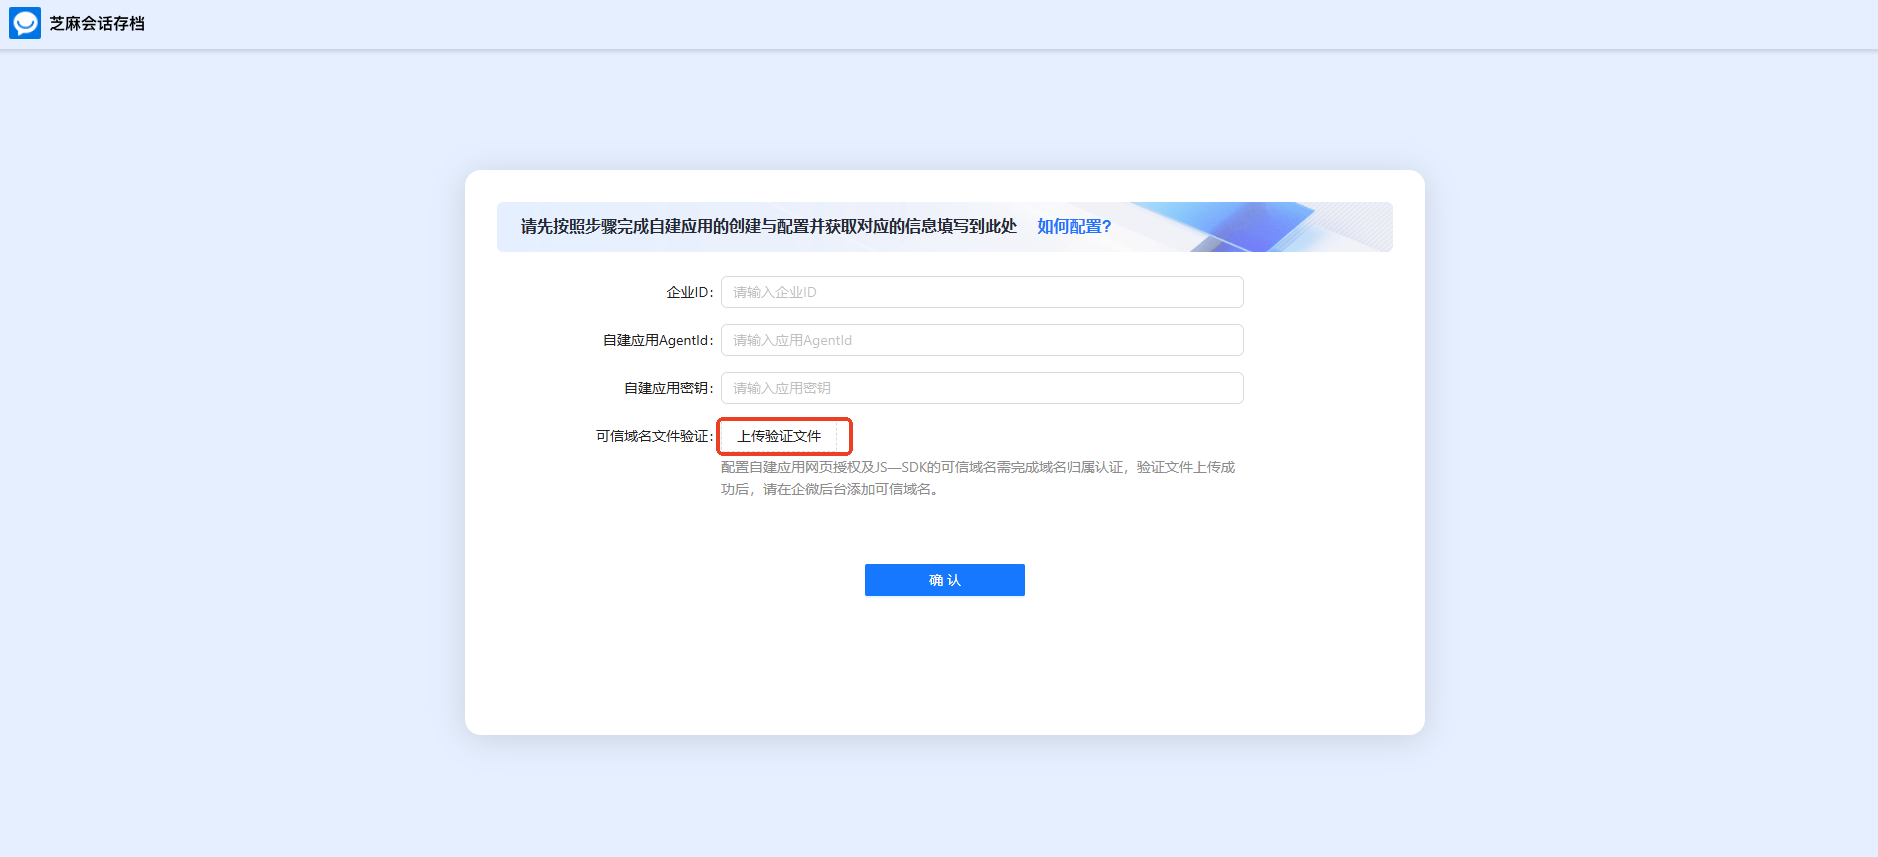 芝麻会话存档
请先按照步骤完成自建应用的创建与配置并获取对应的信息填写到此处 如何配置?
企业ID: 请输入企业ID
自建应用AgentId: 请输入应用AgentId
自建应用密钥: 请输入应用密钥
可信域名文件验证: 上传验证文件
配置自建应用网页授权及JS—SDK的可信域名需完成域名归属认证，验证文件上传成
功后，请在企微后台添加可信域名。
确 认